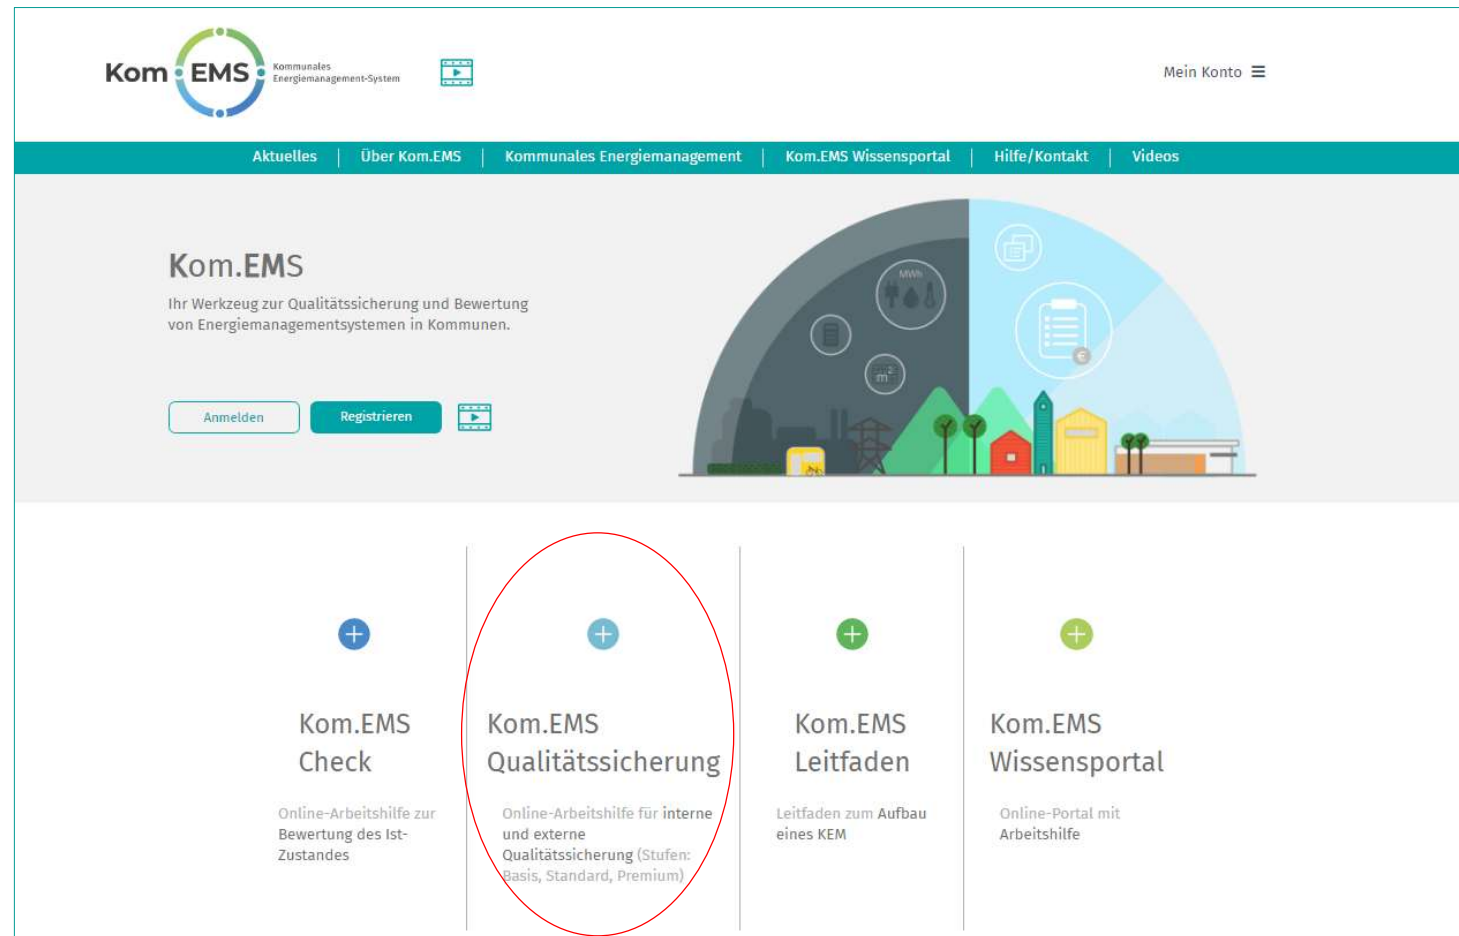 Kom EMS Kommunales
Energiemanagement-System
Mein Konto
Aktuelles | Über Kom.EMS | Kommunales Energiemanagement | Kom.EMS Wissensportal | Hilfe/Kontakt | Videos
Kom.EMS
Ihr Werkzeug zur Qualitätssicherung und Bewertung
von Energiemanagementsystemen in Kommunen.
Anmelden
Registrieren
MWh
m²
€
Kom.EMS
Check
Online-Arbeitshilfe zur
Bewertung des Ist-
Zustandes
Kom.EMS
Qualitätssicherung
Online-Arbeitshilfe für interne
und externe
Qualitätssicherung (Stufen:
Basis, Standard, Premium)
Kom.EMS
Leitfaden
Leitfaden zum Aufbau
eines KEM
Kom.EMS
Wissensportal
Online-Portal mit
Arbeitshilfe